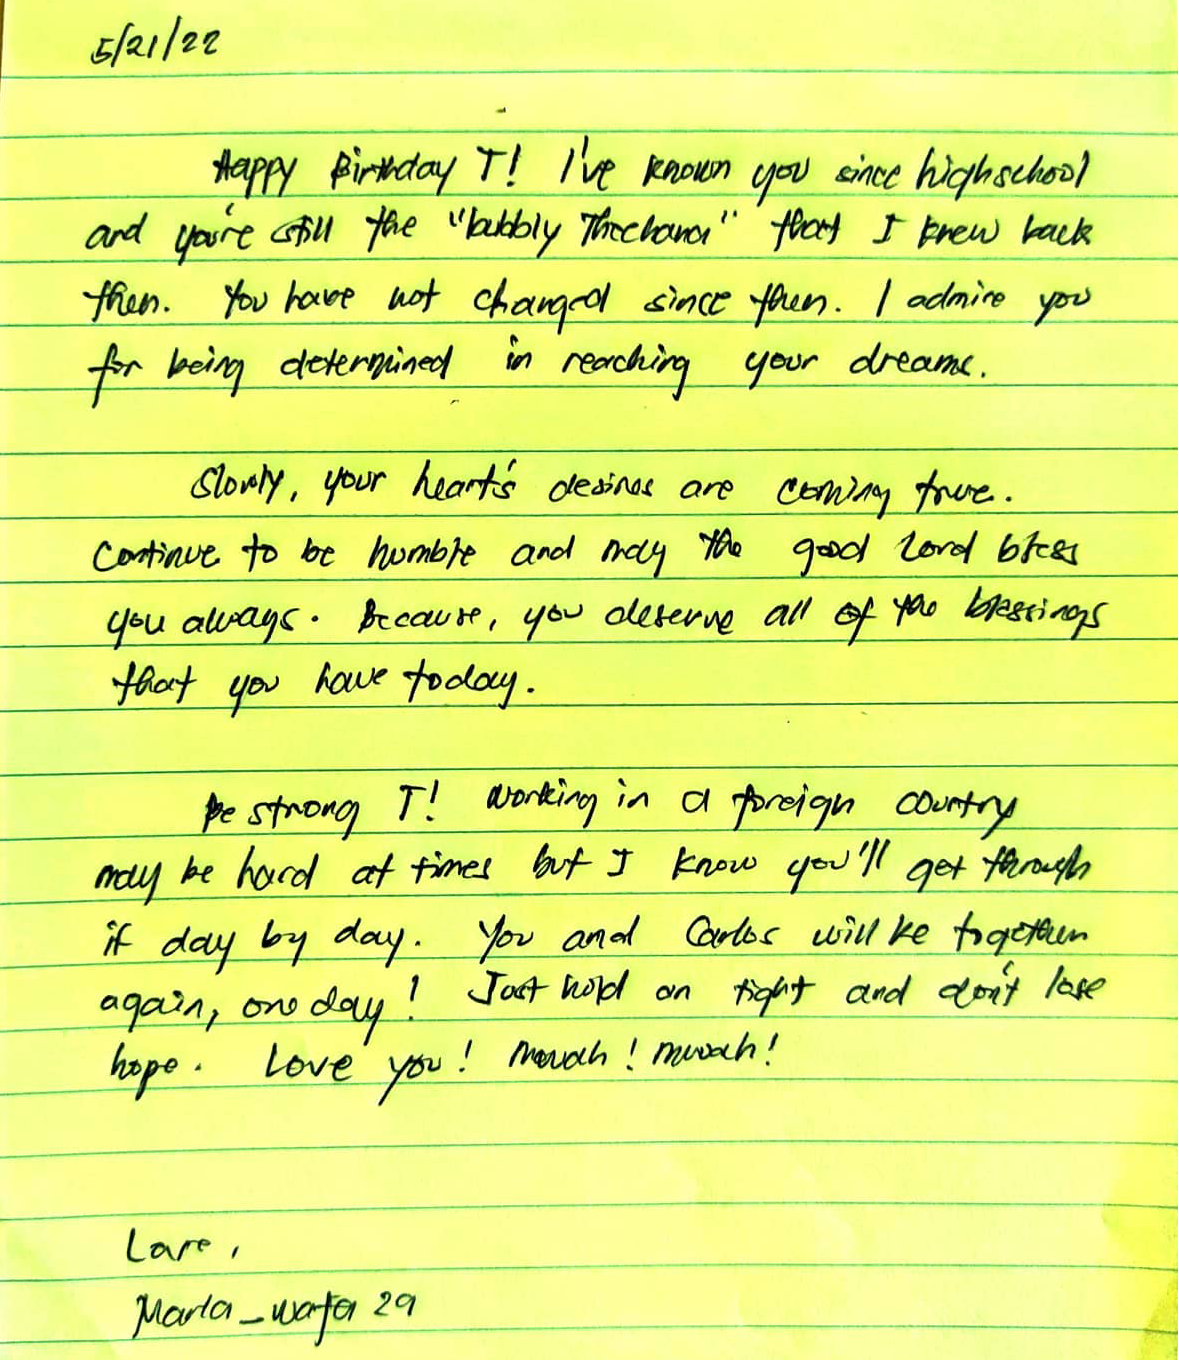 5/21/22
Happy Birthday T! I've known you since highschool
and you're still the "bubbly Theehana" that I knew back
then. You have not changed since then. I admire you
for being determined in reaching your dreams.
Slowly, your heart's desires are coming true.
Continue to be humble and may the good Lord bless
you always. Because, you deserve all of the blessings
that you have today.
Be strong T! Working in a foreign country
may be hard at times but I know you'll get through
it day by day. You and Carlos will be together
again, one day! Just hold on tight and don't lose
hope. Love you! Mwah! Mwah!
Love,
Marla_wafa 29